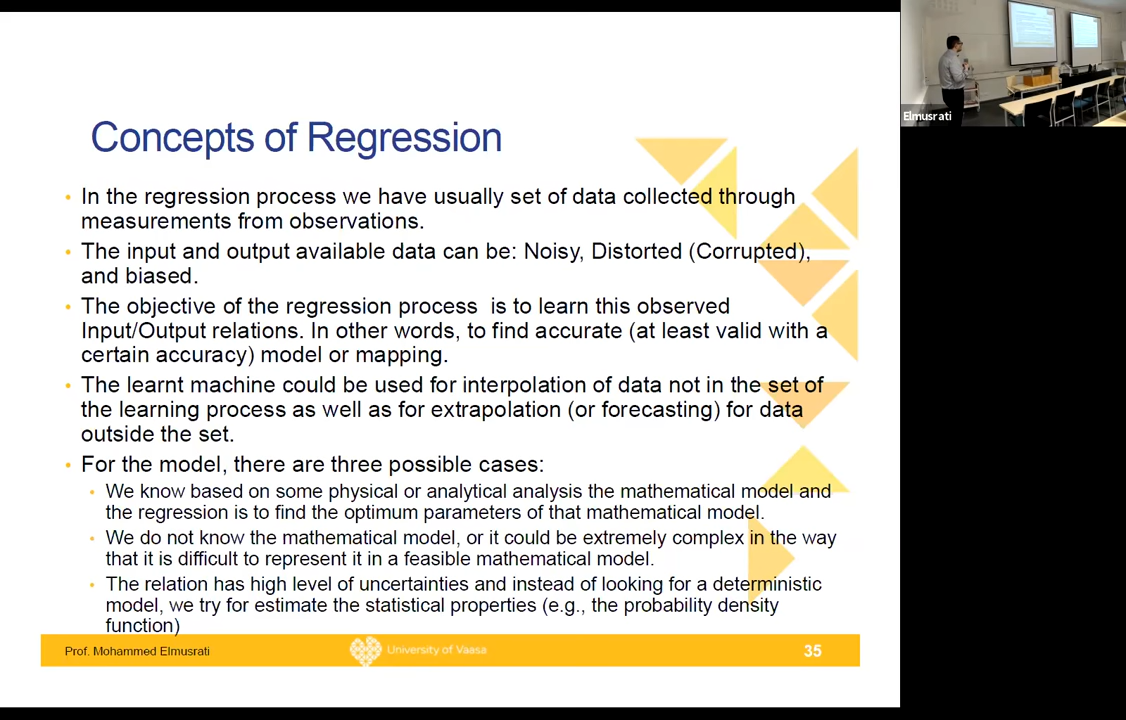 Concepts of Regression
• In the regression process we have usually set of data collected through
measurements from observations.
• The input and output available data can be: Noisy, Distorted (Corrupted),
and biased.
• The objective of the regression process  is to learn this observed
Input/Output relations. In other words, to find accurate (at least valid with a
certain accuracy) model or mapping.
• The learnt machine could be used for interpolation of data not in the set of
the learning process as well as for extrapolation (or forecasting) for data
outside the set.
• For the model, there are three possible cases:
• We know based on some physical or analytical analysis the mathematical model and
the regression is to find the optimum parameters of that mathematical model.
• We do not know the mathematical model, or it could be extremely complex in the way
that it is difficult to represent it in a feasible mathematical model.
• The relation has high level of uncertainties and instead of looking for a deterministic
model, we try for estimate the statistical properties (e.g., the probability density
function)
Prof. Mohammed Elmusrati
University of Vaasa
35
Elmusrati